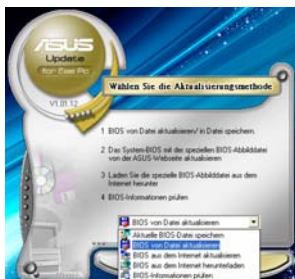 ASUS
Update
for Eee Pc
V1.01.12
Wählen Sie die Aktualisierungsmethode
1 BIOS von Datei aktualisieren/ in Datei speichern.
2 Das System-BIOS mit der speziellen BIOS-Abbilddatei
von der ASUS-Webseite aktualisieren
3 Laden Sie die spezielle BIOS-Abbilddatei aus dem
Internet herunter
4 BIOS-Informationen prüfen
BIOS von Datei aktualisieren
Aktuelle BIOS-Datei speichern
BIOS von Datei aktualisieren
BIOS aus dem Internet aktualisieren
BIOS aus dem Internet herunterladen
BIOS-Informationen prüfen